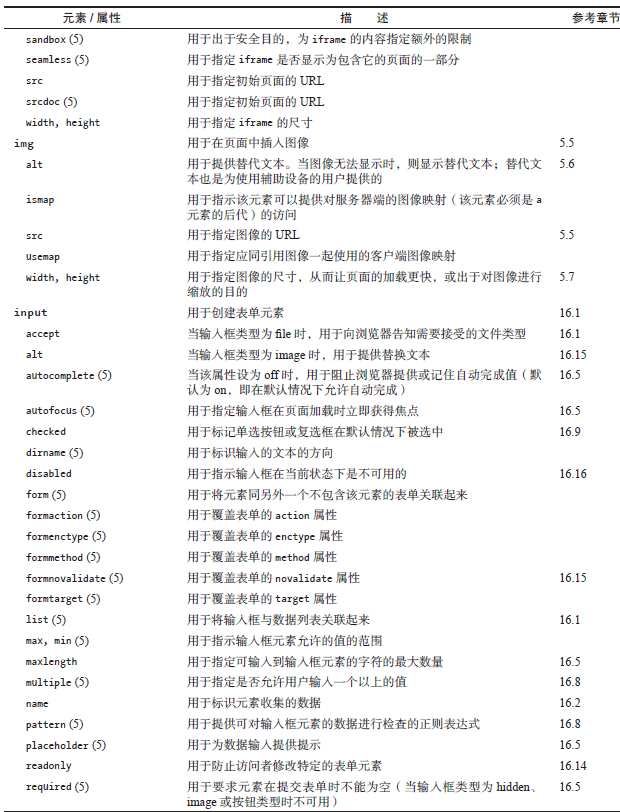 元素 / 属性 描 述 参考章节
sandbox (5) 用于出于安全目的，为 iframe 的内容指定额外的限制
seamless (5) 用于指定 iframe 是否显示为包含它的页面的一部分
src 用于指定初始页面的 URL
srcdoc (5) 用于指定初始页面的 URL
width, height 用于指定 iframe 的尺寸
img 用于在页面中插入图像 5.5
alt 用于提供替代文本。当图像无法显示时，则显示替代文本；替代文 5.6
本也是为使用辅助设备的用户提供的
ismap 用于指示该元素可以提供对服务器端的图像映射（该元素必须是 a
元素的后代）的访问
src 用于指定图像的 URL 5.5
usemap 用于指定应同引用图像一起使用的客户端图像映射
width, height 用于指定图像的尺寸，从而让页面的加载更快，或出于对图像进行 5.7
缩放的目的
input 用于创建表单元素 16.1
accept 当输入框类型为 file 时，用于向浏览器告知需要接受的文件类型 16.1
alt 当输入框类型为 image 时，用于提供替换文本 16.15
autocomplete (5) 当该属性设为 off 时，用于阻止浏览器提供或记住自动完成值（默 16.5
认为 on，即在默认情况下允许自动完成）
autofocus (5) 用于指定输入框在页面加载时立即获得焦点 16.5
checked 用于标记单选按钮或复选框在默认情况下被选中 16.9
dirname (5) 用于标识输入的文本的方向
disabled 用于指示输入框在当前状态下是不可用的 16.16
form (5) 用于将元素同另外一个不包含该元素的表单关联起来
formaction (5) 用于覆盖表单的 action 属性
formenctype (5) 用于覆盖表单的 enctype 属性
formmethod (5) 用于覆盖表单的 method 属性
formnovalidate (5) 用于覆盖表单的 novalidate 属性 16.15
formtarget (5) 用于覆盖表单的 target 属性
list (5) 用于将输入框与数据列表关联起来 16.1
max, min (5) 用于指示输入框元素允许的值的范围
maxlength 用于指定可输入到输入框元素的字符的最大数量 16.5
multiple (5) 用于指定是否允许用户输入一个以上的值 16.8
name 用于标识元素收集的数据 16.2
pattern (5) 用于提供可对输入框元素的数据进行检查的正则表达式 16.8
placeholder (5) 用于为数据输入提供提示 16.5
readonly 用于防止访问者修改特定的表单元素 16.14
required (5) 用于要求元素在提交表单时不能为空（当输入框类型为 hidden、 16.5
image 或按钮类型时不可用）